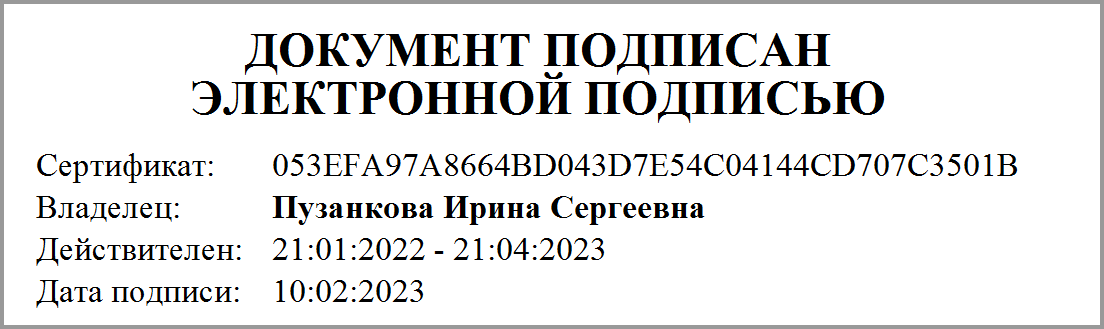 ДОКУМЕНТ ПОДПИСАН
ЭЛЕКТРОННОЙ ПОДПИСЬЮ
Сертификат: 053EFA97A8664BD043D7E54C04144CD707C3501B
Владелец: Пузанкова Ирина Сергеевна
Действителен: 21:01:2022 - 21:04:2023
Дата подписи: 10:02:2023